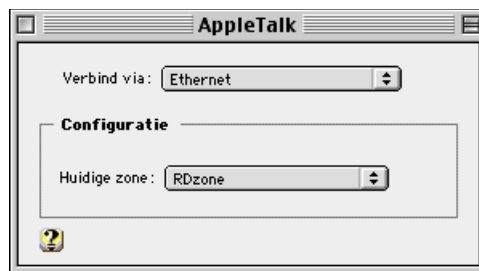 AppleTalk
Verbind via: Ethernet
Configuratie
Huidige zone: RDzone
?